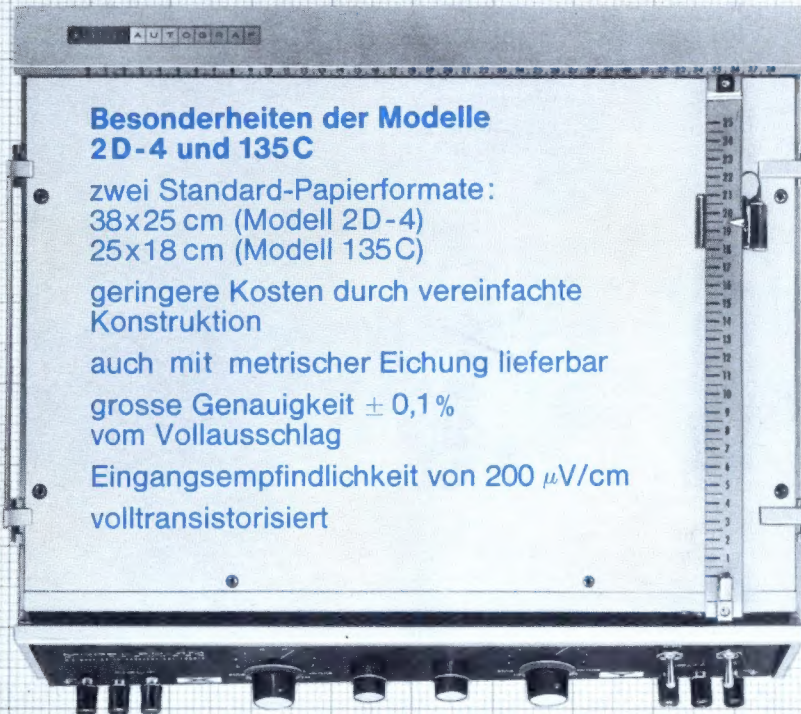 AUTOGRAF
Besonderheiten der Modelle
2D-4 und 135C
zwei Standard-Papierformate:
38x25 cm (Modell 2D-4)
25x18 cm (Modell 135C)
geringere Kosten durch vereinfachte
Konstruktion
auch mit metrischer Eichung lieferbar
grosse Genauigkeit ± 0,1 %
vom Vollausschlag
Eingangsempfindlichkeit von 200 µV/cm
volltransistorisiert